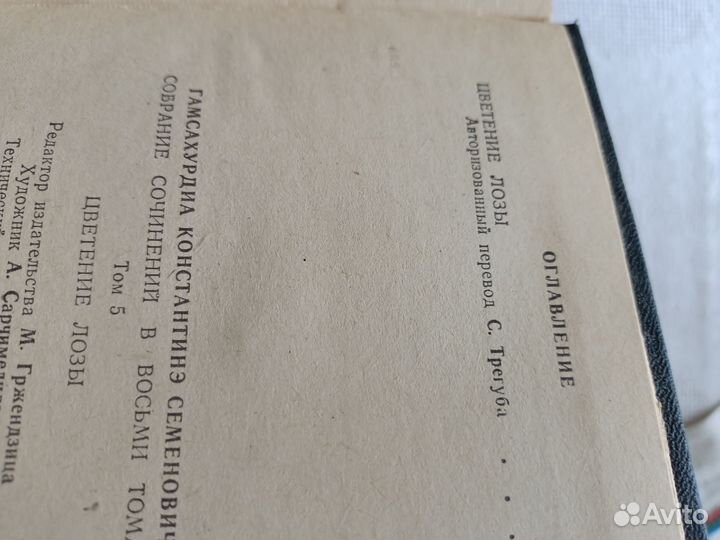 ОГЛАВЛЕНИЕ
ЦВЕТЕНИЕ ЛОЗЫ
Авторизованный перевод С. Трегуба . . .
ГАМСАХУРДИА КОНСТАНТИНЭ СЕМЕНОВИЧ
СОБРАНИЕ СОЧИНЕНИЙ В ВОСЬМИ
Том 5
ЦВЕТЕНИЕ ЛОЗЫ
Редактор издательства М. Гржендзица
Художник А.
Технический
Avito